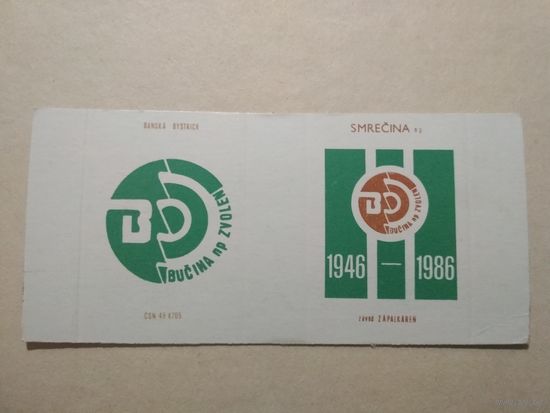 BANSKÁ BYSTRICA
BUČINA np ZVOLEN
ČSN 49 6705
SMREČINA n.p.
BUČINA np ZVOLEN
1946 — 1986
závod ZÁPALKÁREŇ